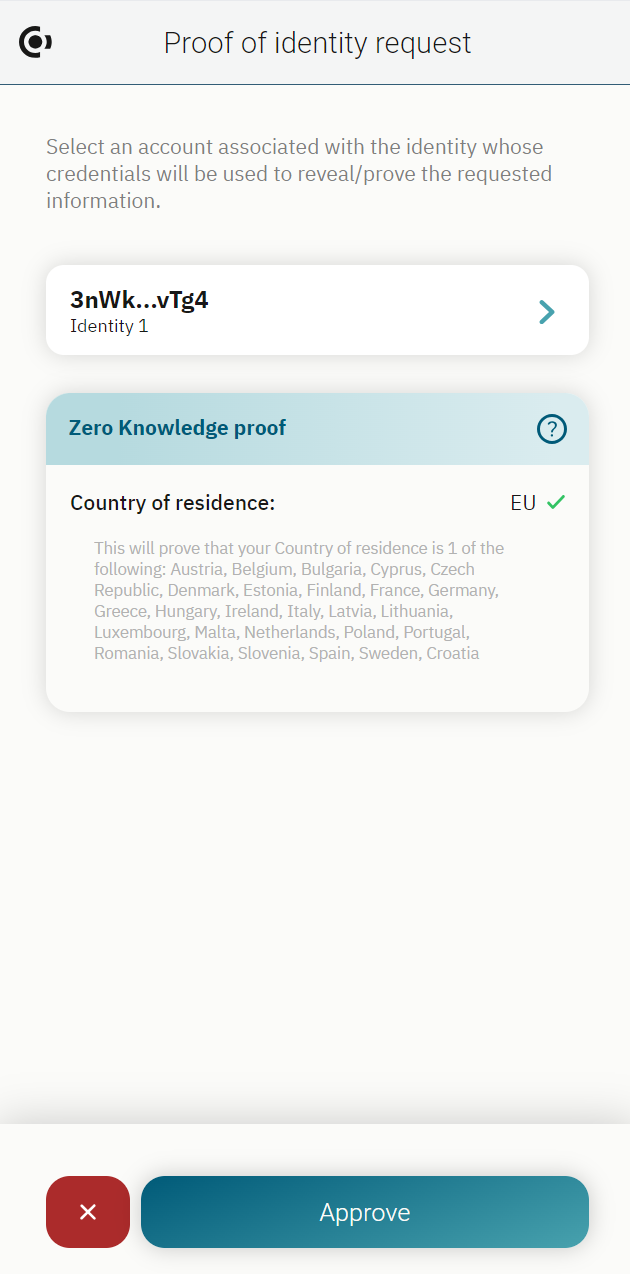 Proof of identity request
Select an account associated with the identity whose
credentials will be used to reveal/prove the requested
information.
3nWk...vTg4
Identity 1
Zero Knowledge proof
?
Country of residence:
EU
This will prove that your Country of residence is 1 of the
following: Austria, Belgium, Bulgaria, Cyprus, Czech
Republic, Denmark, Estonia, Finland, France, Germany,
Greece, Hungary, Ireland, Italy, Latvia, Lithuania,
Luxembourg, Malta, Netherlands, Poland, Portugal,
Romania, Slovakia, Slovenia, Spain, Sweden, Croatia
Approve